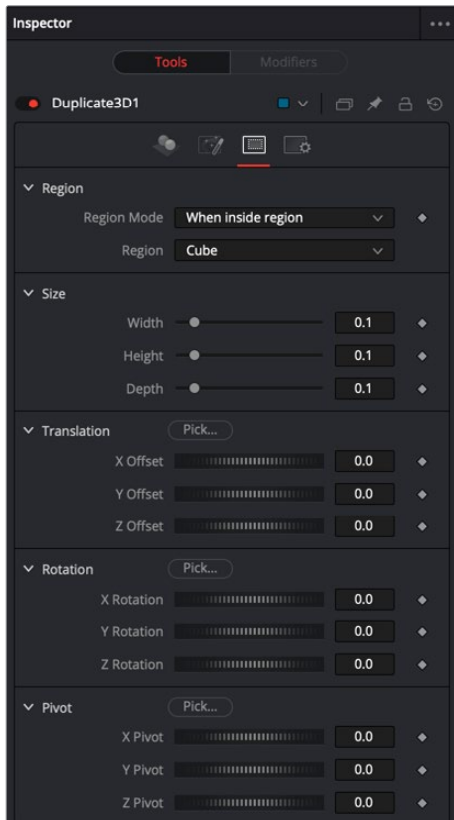 Inspector
Tools Modifiers
Duplicate3D1
Region
Region Mode When inside region
Region Cube
Size
Width 0.1
Height 0.1
Depth 0.1
Translation Pick...
X Offset 0.0
Y Offset 0.0
Z Offset 0.0
Rotation Pick...
X Rotation 0.0
Y Rotation 0.0
Z Rotation 0.0
Pivot Pick...
X Pivot 0.0
Y Pivot 0.0
Z Pivot 0.0